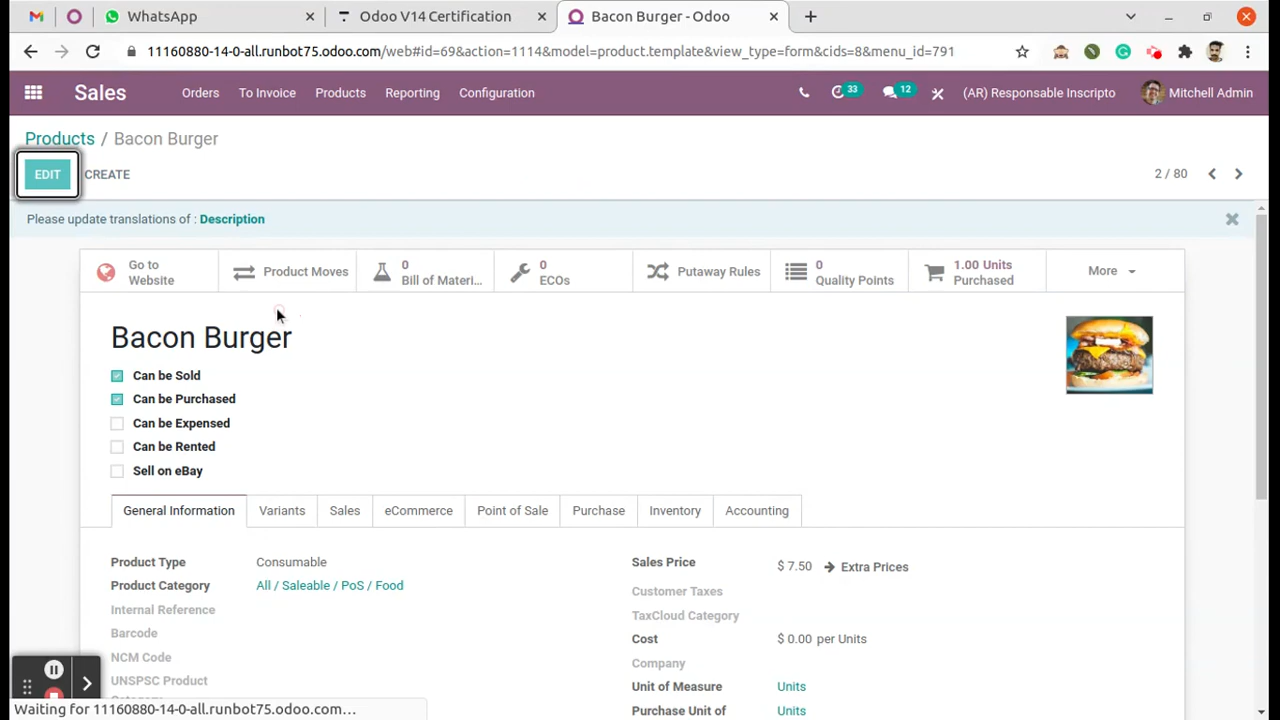 WhatsApp
Odoo V14 Certification
Bacon Burger - Odoo
11160880-14-0-all.runbot75.odoo.com/web#id=69&action=1114&model=product.template&view_type=form&cids=8&menu_id=791
Sales
Orders
To Invoice
Products
Reporting
Configuration
33
12
(AR) Responsable Inscripto
Mitchell Admin
Products / Bacon Burger
EDIT
CREATE
2 / 80
Please update translations of : Description
Go to
Website
Product Moves
0
Bill of Materi...
0
ECOs
Putaway Rules
0
Quality Points
1.00 Units
Purchased
More
Bacon Burger
Can be Sold
Can be Purchased
Can be Expensed
Can be Rented
Sell on eBay
General Information
Variants
Sales
eCommerce
Point of Sale
Purchase
Inventory
Accounting
Product Type Consumable
Product Category All / Saleable / PoS / Food
Internal Reference
Barcode
NCM Code
UNSPSC Product
Sales Price $ 7.50 Extra Prices
Customer Taxes
TaxCloud Category
Cost $ 0.00 per Units
Company
Unit of Measure Units
Purchase Unit of Units
Waiting for 11160880-14-0-all.runbot75.odoo.com...